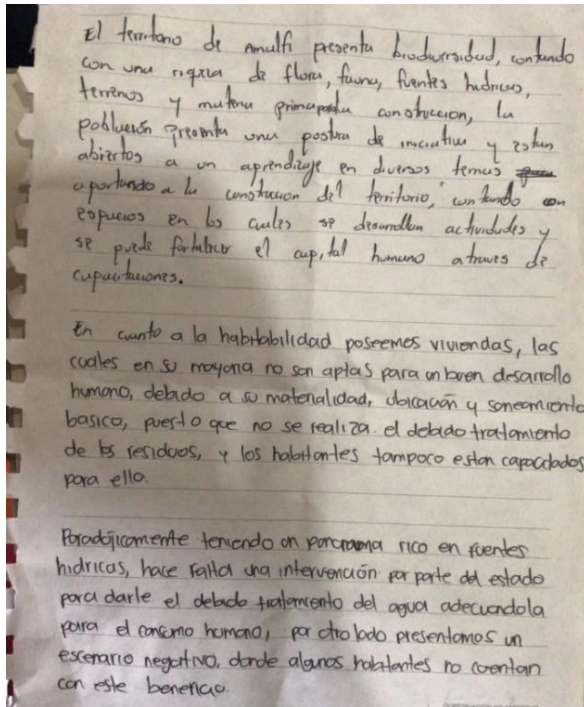 El territorio de Amalfi presenta biodiversidad, contando
con una riqueza de flora, fauna, fuentes hidricas,
terrenos y materia prima para la construccion, la
población presenta una postura de iniciativa y estan
abiertos a un aprendizaje en diversos temas
aportando a la construccion del territorio, contando con
espacios en los cuales se desarrollan actividades y
se puede fortalecer el capital humano atraves de
capacitaciones.
En cuanto a la habitabilidad poseemos viviendas, las
cuales en su mayoria no son aptas para un buen desarollo
humano, debido a su materialidad, ubicación y saneamiento
basico, puesto que no se realiza el debido tratamiento
de los residuos, y los habitantes tampoco estan capacitados
para ello.
Paradójicamente teniendo un panorama rico en fuentes
hidricas, hace falta una intervención por parte del estado
para darle el debido tratamiento del agua adecuandola
para el consumo humano, por otro lado presentamos un
escenario negativo, donde algunos habitantes no cuentan
con este beneficio.